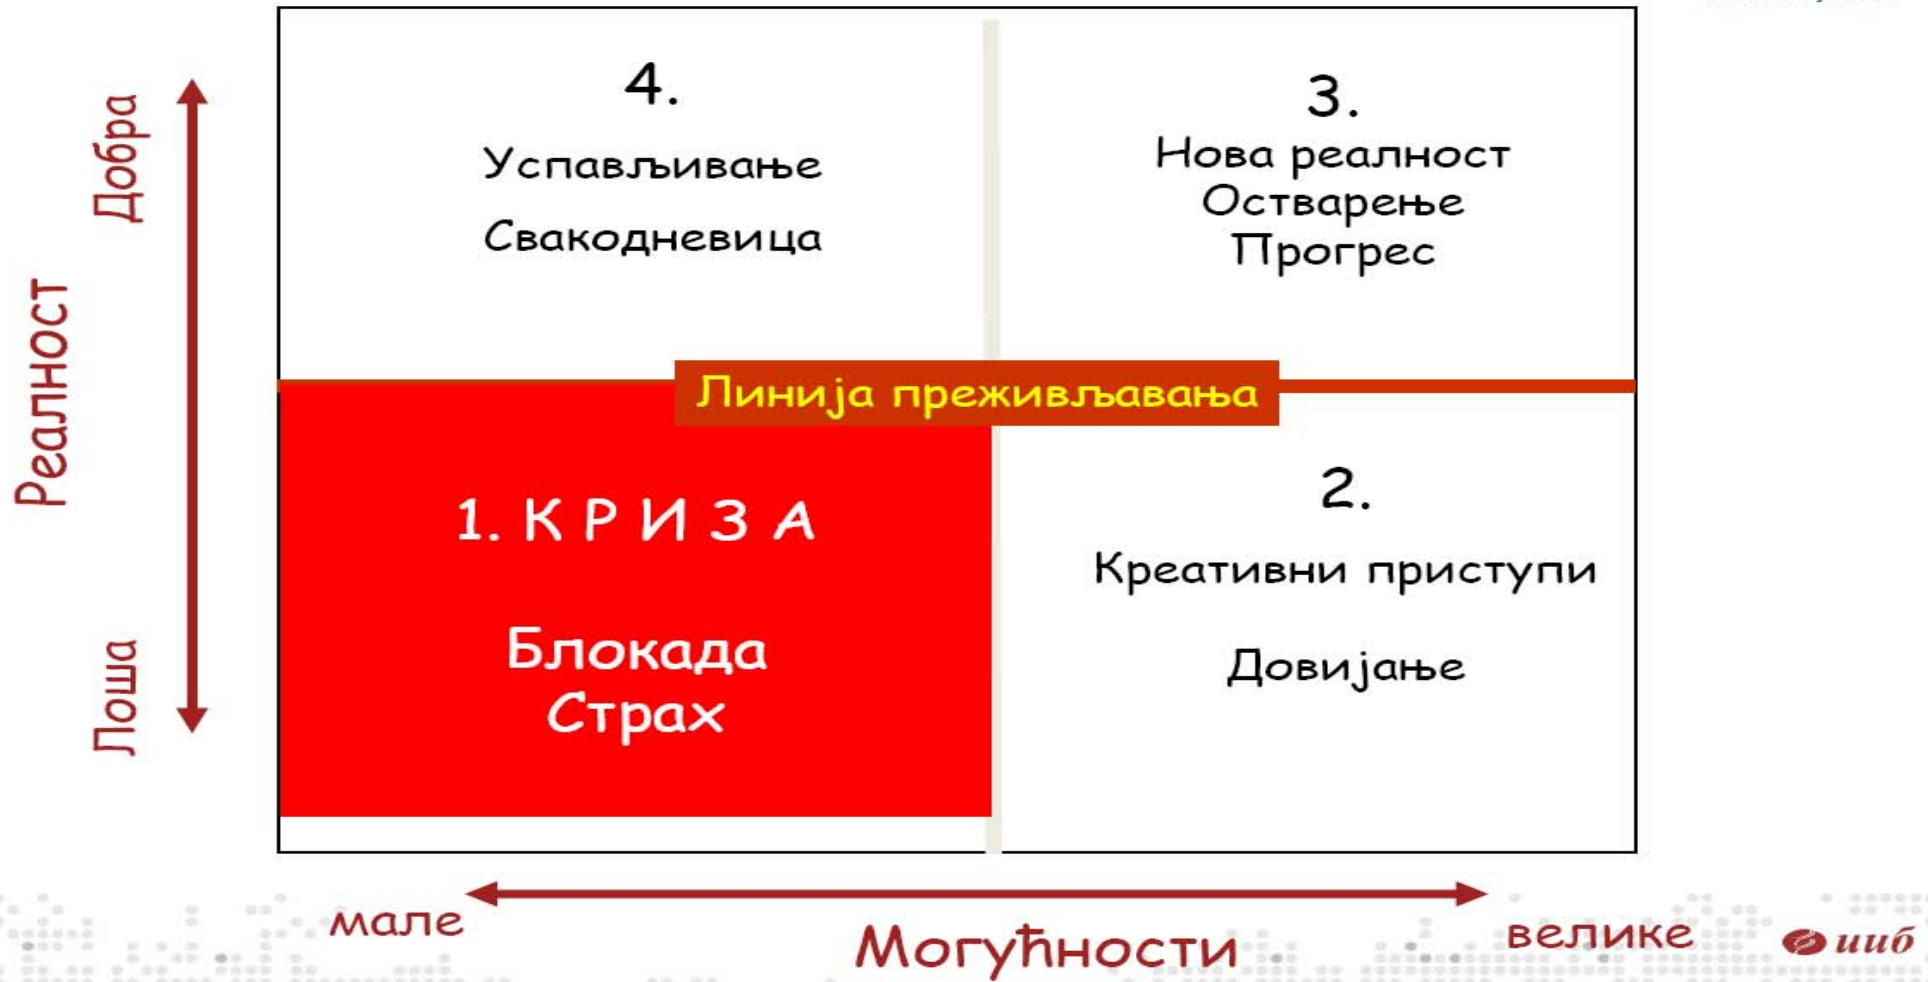 4.
Успављивање
Свакодневица
3.
Нова реалност
Остварење
Прогрес
Добра
Реалност
Лоша
Линија преживљавања
1. К Р И З А
Блокада
Страх
2.
Креативни приступи
Довијање
мале
Могућности
велике
ииб